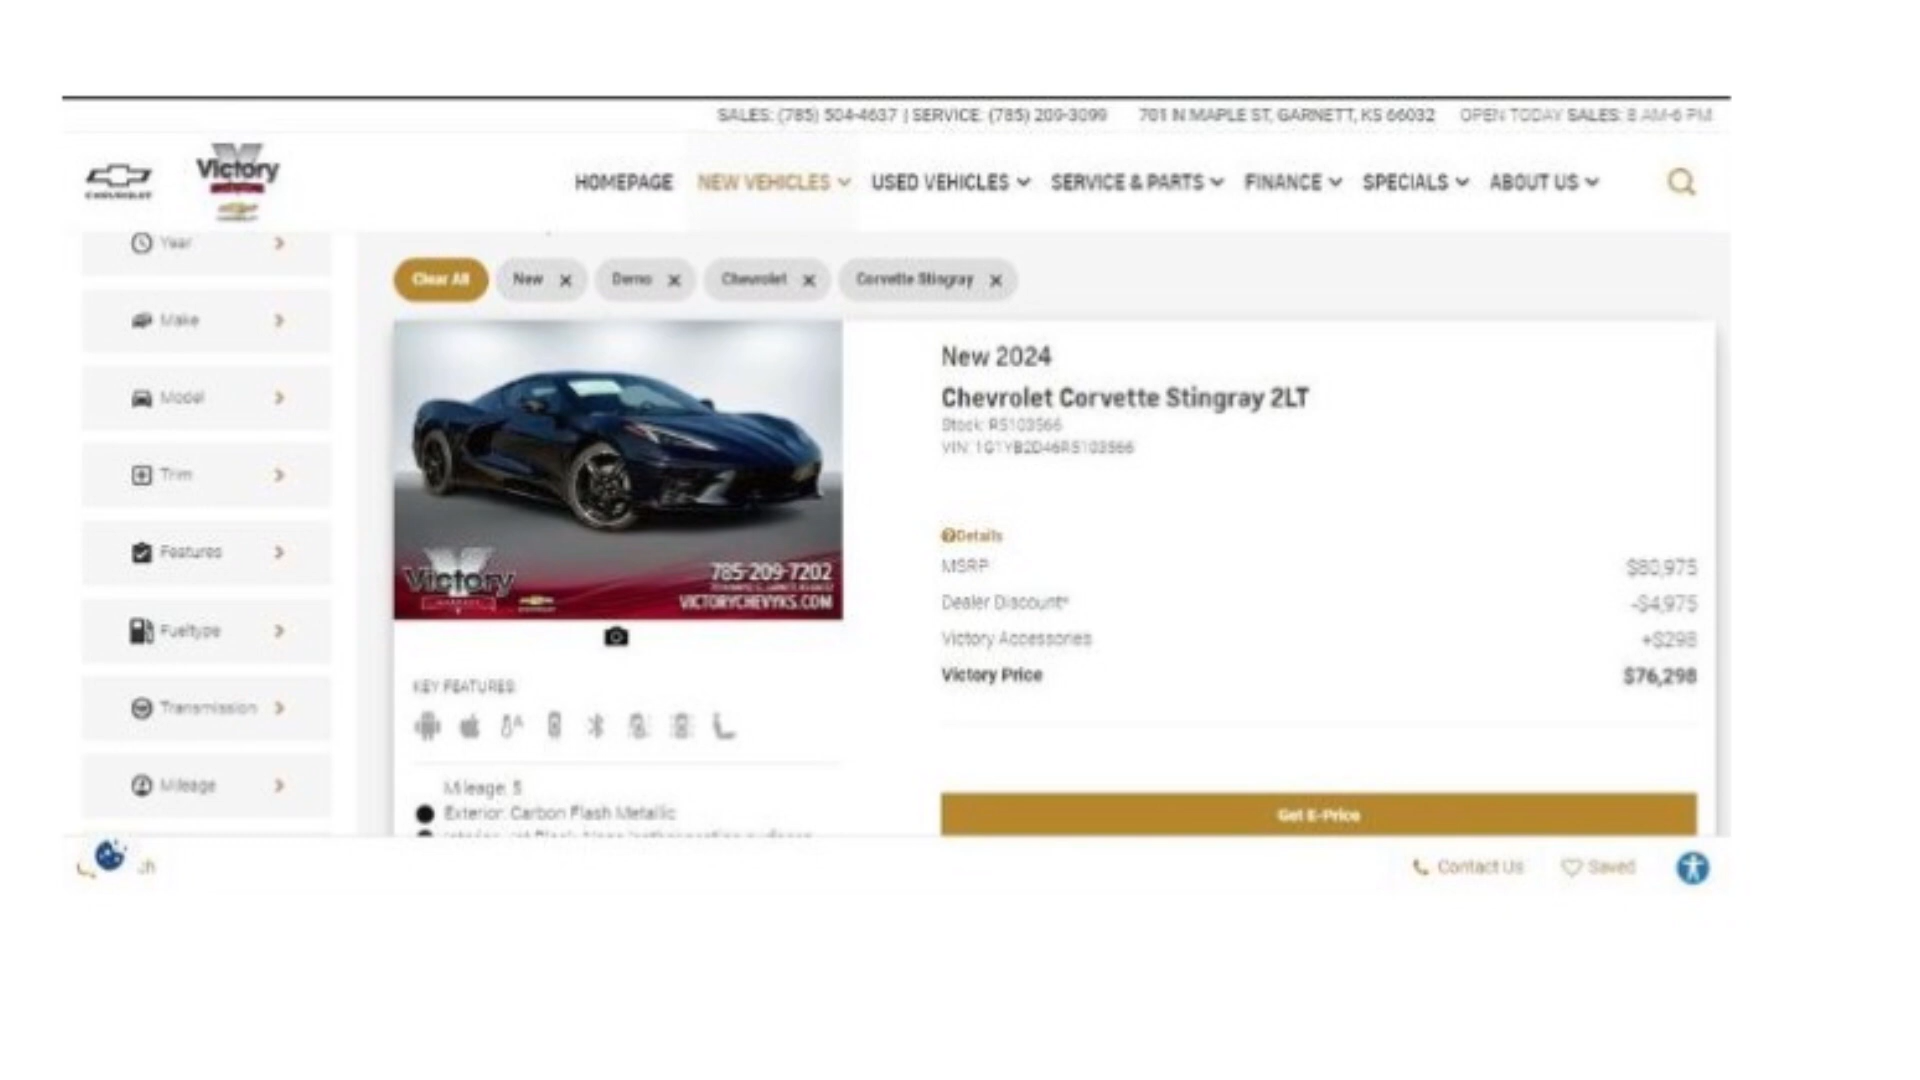 SALES: (785) 504-4637 | SERVICE: (785) 209-3099 701 N MAPLE ST, GARNETT, KS 66032 OPEN TODAY SALES: 8 AM-6 PM
CHEVROLET
Victory
HOMEPAGE NEW VEHICLES USED VEHICLES SERVICE & PARTS FINANCE SPECIALS ABOUT US
Year
Make
Model
Trim
Features
Fueltype
Transmission
Mileage
Clear All New Demo Chevrolet Corvette Stingray
Victory
GARNETT
785-209-7202
VICTORYCHEVYKS.COM
KEY FEATURES
Mileage: 5
Exterior: Carbon Flash Metallic
New 2024
Chevrolet Corvette Stingray 2LT
Stock: R5103566
VIN: 1G1YB2D46R5103566
Details
MSRP $80,975
Dealer Discount* -$4,975
Victory Accessories +$298
Victory Price $76,298
Get E-Price
ch
Contact Us Saved